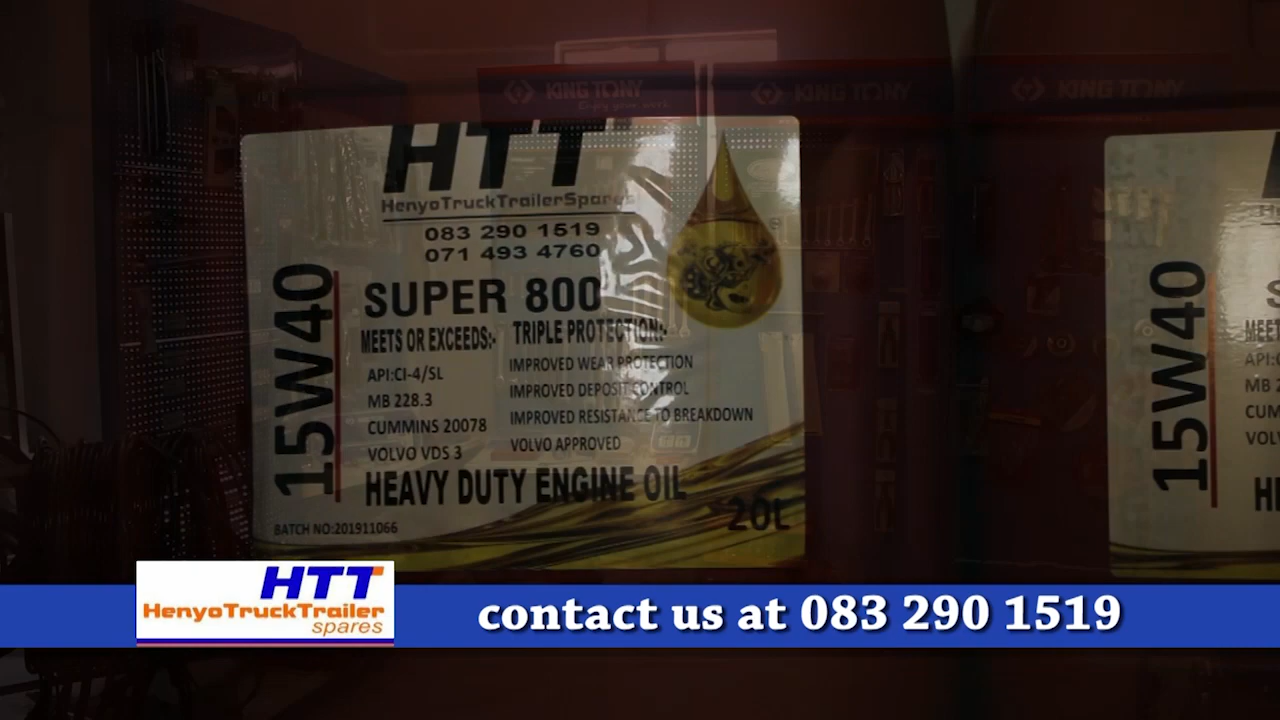 KING TONY
Enjoy your work
KING TONY
KING TONY
HTT
HenyoTruckTrailerSpares
083 290 1519
071 493 4760
15W40
SUPER 800
MEETS OR EXCEEDS:-
API:CI-4/SL
MB 228.3
CUMMINS 20078
VOLVO VDS 3
TRIPLE PROTECTION:-
IMPROVED WEAR PROTECTION
IMPROVED DEPOSIT CONTROL
IMPROVED RESISTANCE TO BREAKDOWN
VOLVO APPROVED
HEAVY DUTY ENGINE OIL
20L
BATCH NO:201911066
15W40
HTT
HenyoTruckTrailer
spares
contact us at 083 290 1519